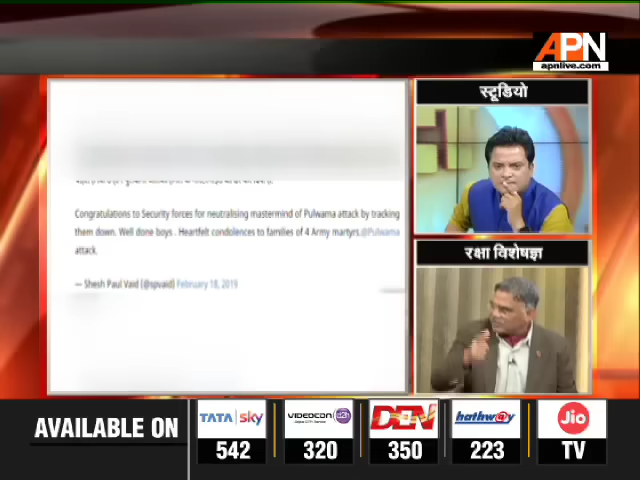 APN
apnlive.com
स्टूडियो
Congratulations to Security forces for neutralising mastermind of Pulwama attack by tracking
them down. Well done boys . Heartfelt condolences to families of 4 Army martyrs.@Pulwama
attack
— Shesh Paul Vaid (@spvaid) February 18, 2019
रक्षा विशेषज्ञ
AVAILABLE ON
TATA sky
542
VIDEOCON d2h
320
DEN
350
hathway
223
Jio
TV